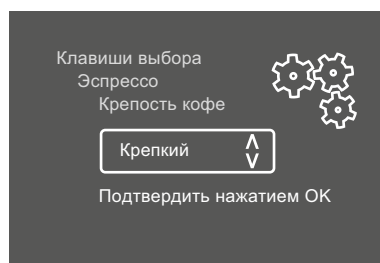 Клавиши выбора
Эспрессо
Крепость кофе
Крепкий
Подтвердить нажатием OK